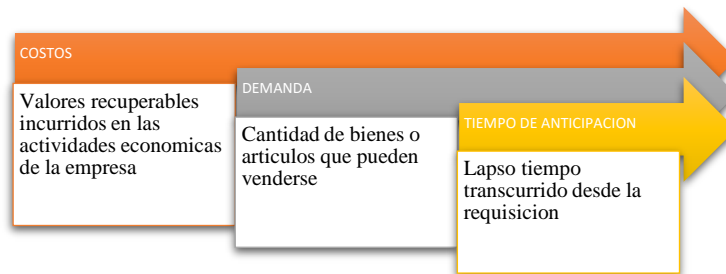 COSTOS
Valores recuperable
incurridos en las
actividades economicas
de la empresa
DEMANDA
Cantidad de bienes o
articulos que pueden
venderse
TIEMPO DE ANTICIPACION
Lapso tiempo
transcurrido desde la
requisicion